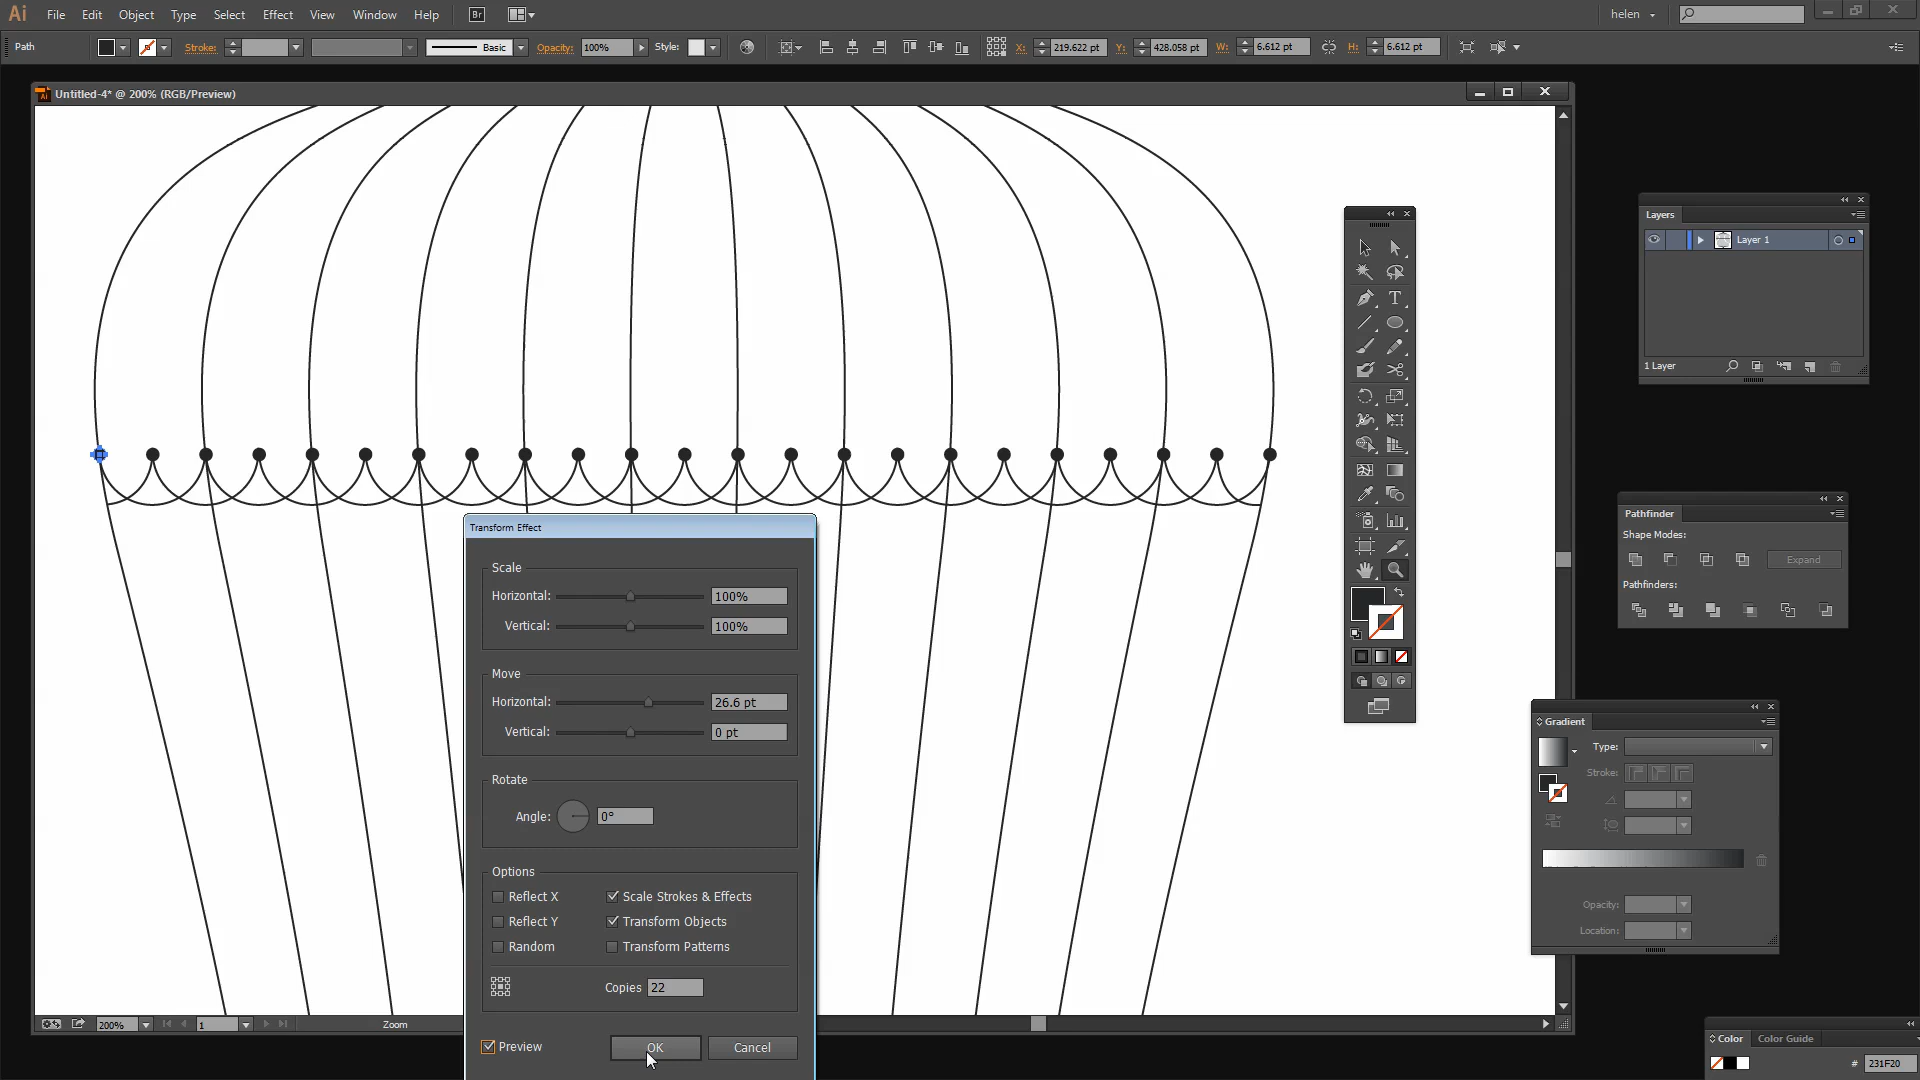 Ai File Edit Object Type Select Effect View Window Help Br helen
Path Stroke: Basic Opacity: 100% Style: X: 219.622 pt Y: 428.058 pt W: 6.612 pt H: 6.612 pt
Untitled-4* @ 200% (RGB/Preview)
Layers
Layer 1
1 Layer
Pathfinder
Shape Modes:
Expand
Pathfinders:
Transform Effect
Scale
Horizontal: 100%
Vertical: 100%
Move
Horizontal: 26.6 pt
Vertical: 0 pt
Rotate
Angle: 0°
Options
Reflect X Scale Strokes & Effects
Reflect Y Transform Objects
Random Transform Patterns
Copies 22
Preview OK Cancel
Gradient
Type:
Stroke:
Opacity:
Location:
200% 1 Zoom
Color Color Guide
# 231F20